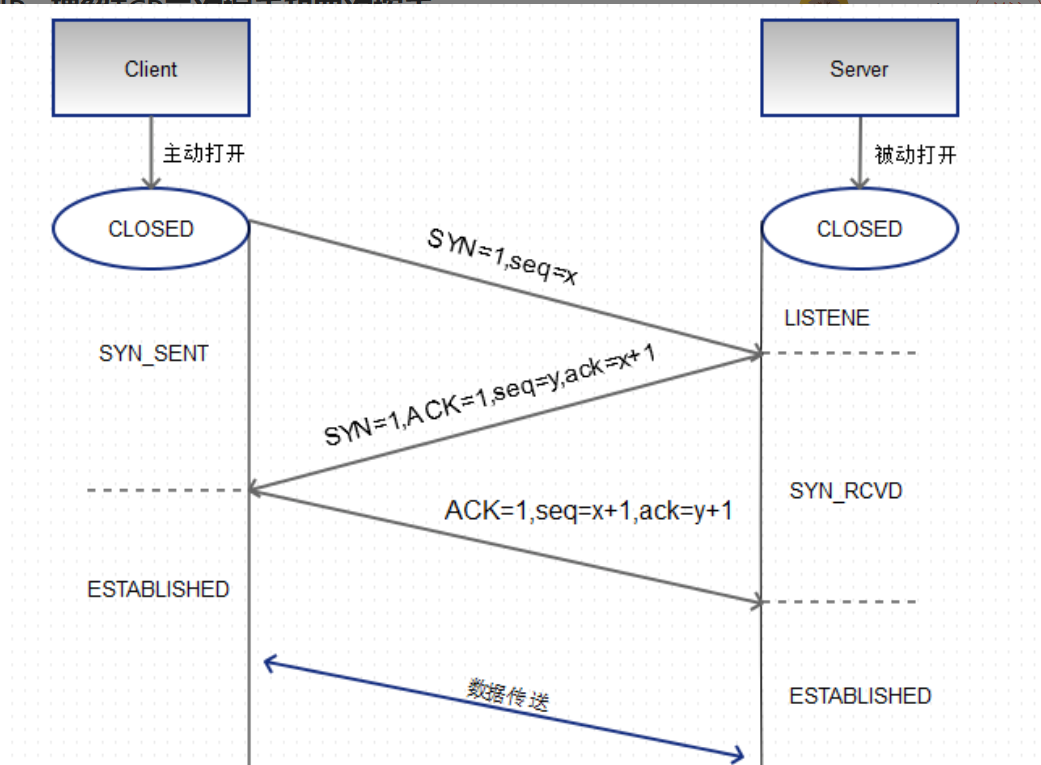 Client
Server
主动打开
被动打开
CLOSED
CLOSED
SYN=1,seq=x
LISTENE
SYN_SENT
SYN=1,ACK=1,seq=y,ack=x+1
SYN_RCVD
ACK=1,seq=x+1,ack=y+1
ESTABLISHED
数据传送
ESTABLISHED